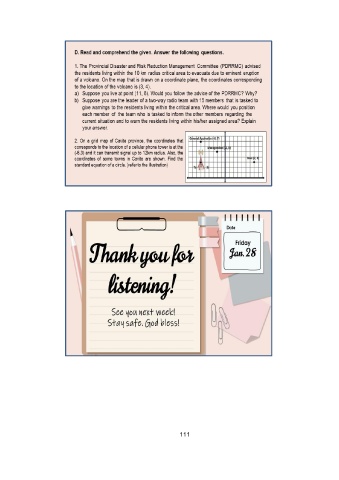 D. Read and comprehend the given. Answer the following questions.
1. The Provincial Disaster and Risk Reduction Management Committee (PDRRMC) advised
the residents living within the 10 km radius critical area to evacuate due to eminent eruption
of a volcano. On the map that is drawn on a coordinate plane, the coordinates corresponding
to the location of the volcano is (3, 4).
a) Suppose you live at point (11, 6). Would you follow the advice of the PDRRMC? Why?
b) Suppose you are the leader of a two-way radio team with 15 members that is tasked to
give warnings to the residents living within the critical area. Where would you position
each member of the team who is tasked to inform the other members regarding the
current situation and to warn the residents living within his/her assigned area? Explain
your answer.
2. On a grid map of Cavite province, the coordinates that
corresponds to the location of a cellular phone tower is at the
and it can transmit signal up to 12km radius. Also, the
coordinates of some towns in Cavite are shown. Find the
standard equation of a circle. (refer to the illustration)
Date
Friday
Jan. 28
Thank you for
listening!
See you next week!
Stay safe. God bless!
111